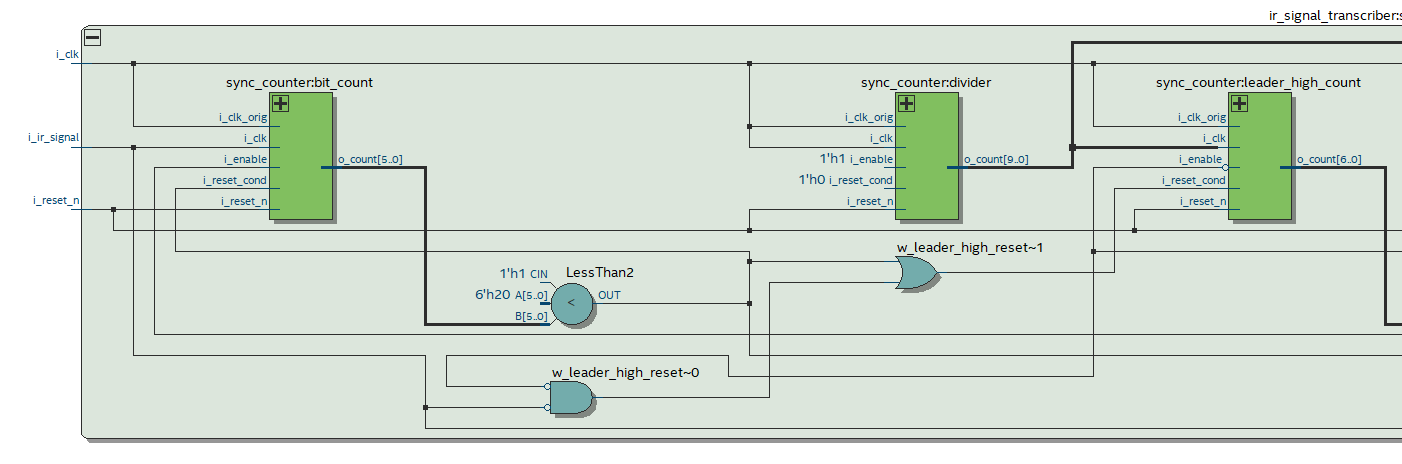 ir_signal_transcriber:s
i_clk
sync_counter:bit_count
i_clk_orig
i_clk
i_enable
i_reset_cond
i_reset_n
o_count[5..0]
i_ir_signal
i_reset_n
sync_counter:divider
i_clk_orig
i_clk
1'h1 i_enable
1'h0 i_reset_cond
i_reset_n
o_count[9..0]
sync_counter:leader_high_count
i_clk_orig
i_clk
i_enable
i_reset_cond
i_reset_n
o_count[6..0]
w_leader_high_reset~1
LessThan2
1'h1 CIN
6'h20 A[5..0]
B[5..0]
<
OUT
w_leader_high_reset~0